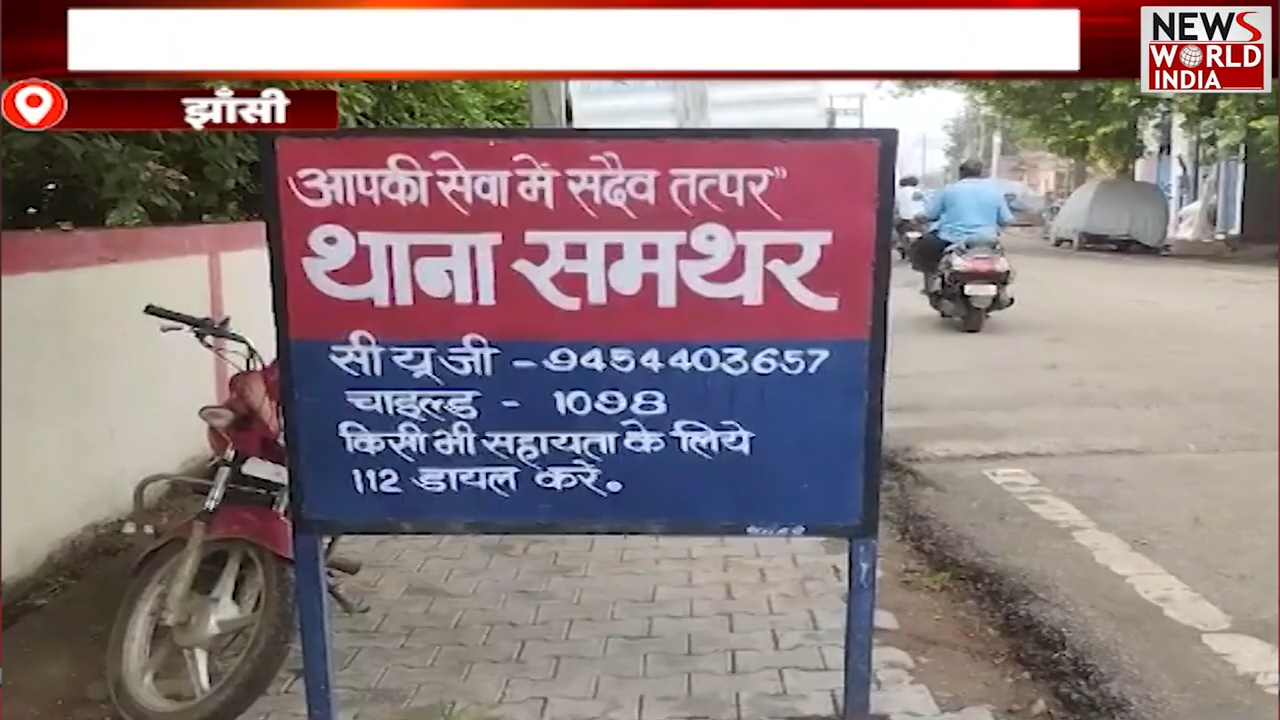 NEWS
WORLD
INDIA
झाँसी
आपकी सेवा में सदैव तत्पर”
थाना समथर
सी यू जी - 9454403657
चाइल्ड - 1098
किसी भी सहायता के लिये
112 डायल करें.